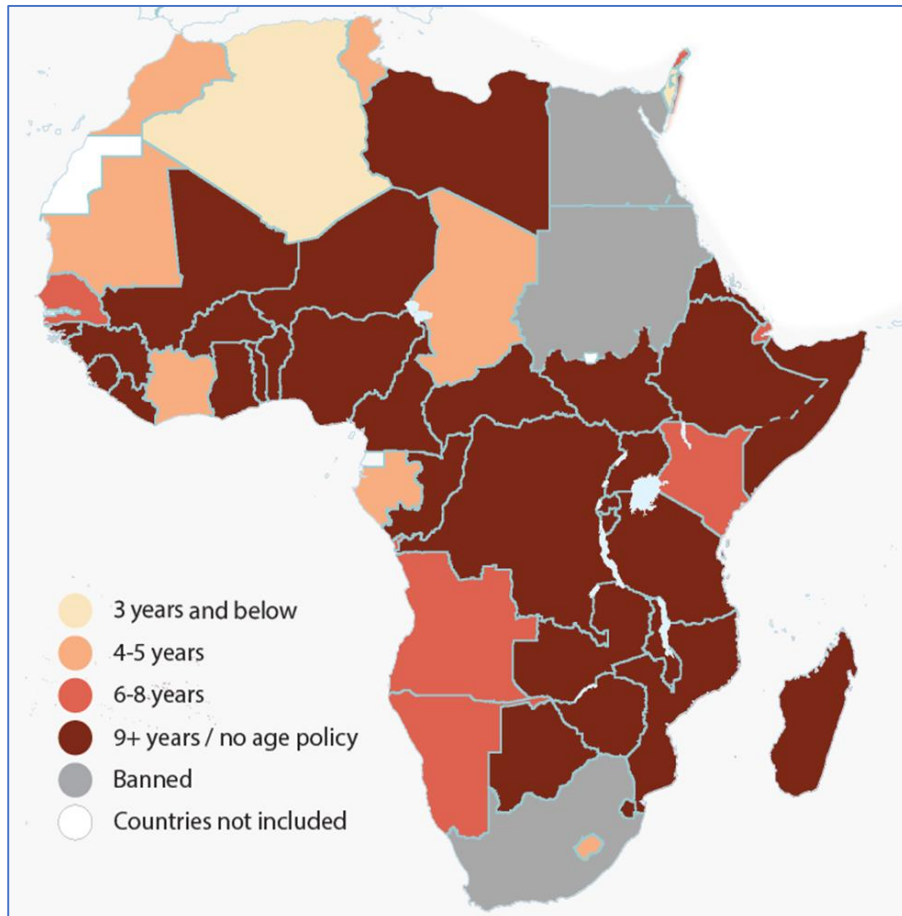 3 years and below
4-5 years
6-8 years
9+ years / no age policy
Banned
Countries not included